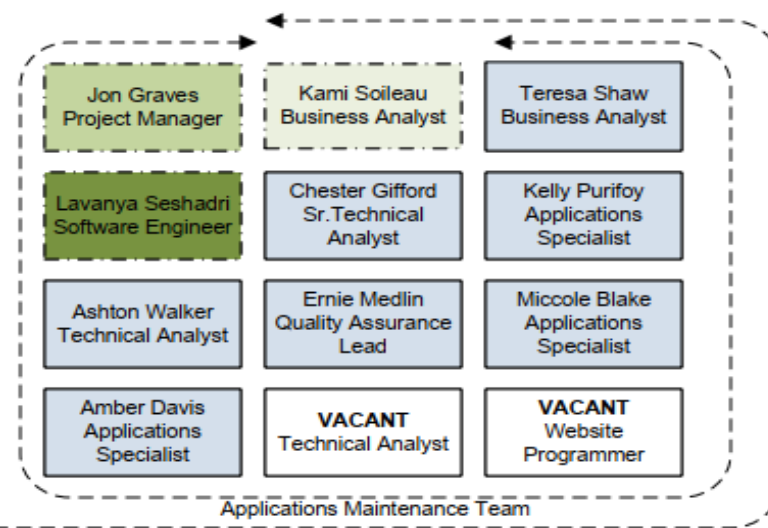 Jon Graves
Project Manager
Kami Soileau
Business Analyst
Teresa Shaw
Business Analyst
Lavanya Seshadri
Software Engineer
Chester Gifford
Sr.Technical
Analyst
Kelly Purifoy
Applications
Specialist
Ashton Walker
Technical Analyst
Ernie Medlin
Quality Assurance
Lead
Miccole Blake
Applications
Specialist
Amber Davis
Applications
Specialist
VACANT
Technical Analyst
VACANT
Website
Programmer
Applications Maintenance Team